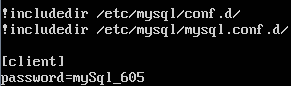 !includedir /etc/mysql/conf.d/
!includedir /etc/mysql/mysql.conf.d/
[client]
password=mySql_605